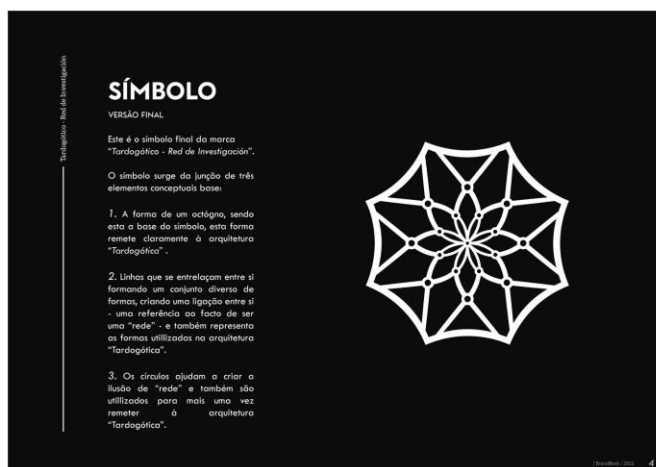 Tardogótico - Red de Investigación
SÍMBOLO
VERSÃO FINAL
Este é o símbolo final da marca
“Tardogótico - Red de Investigación”.
O símbolo surge da junção de três
elementos conceptuais base:
1. A forma de um octógno, sendo
esta a base do símbolo, esta forma
remete claramente à arquitetura
“Tardogótica” .
2. Linhas que se entrelaçam entre si
formando um conjunto diverso de
formas, criando uma ligação entre si
- uma referência ao facto de ser
uma “rede” - e também representa
as formas utillizadas na arquitetura
“Tardogótica”.
3. Os círculos ajudam a criar a
ilusão de “rede” e também são
utillizados para mais uma vez
remeter à arquitetura
“Tardogótica”.
| BrandBook / 2022 4